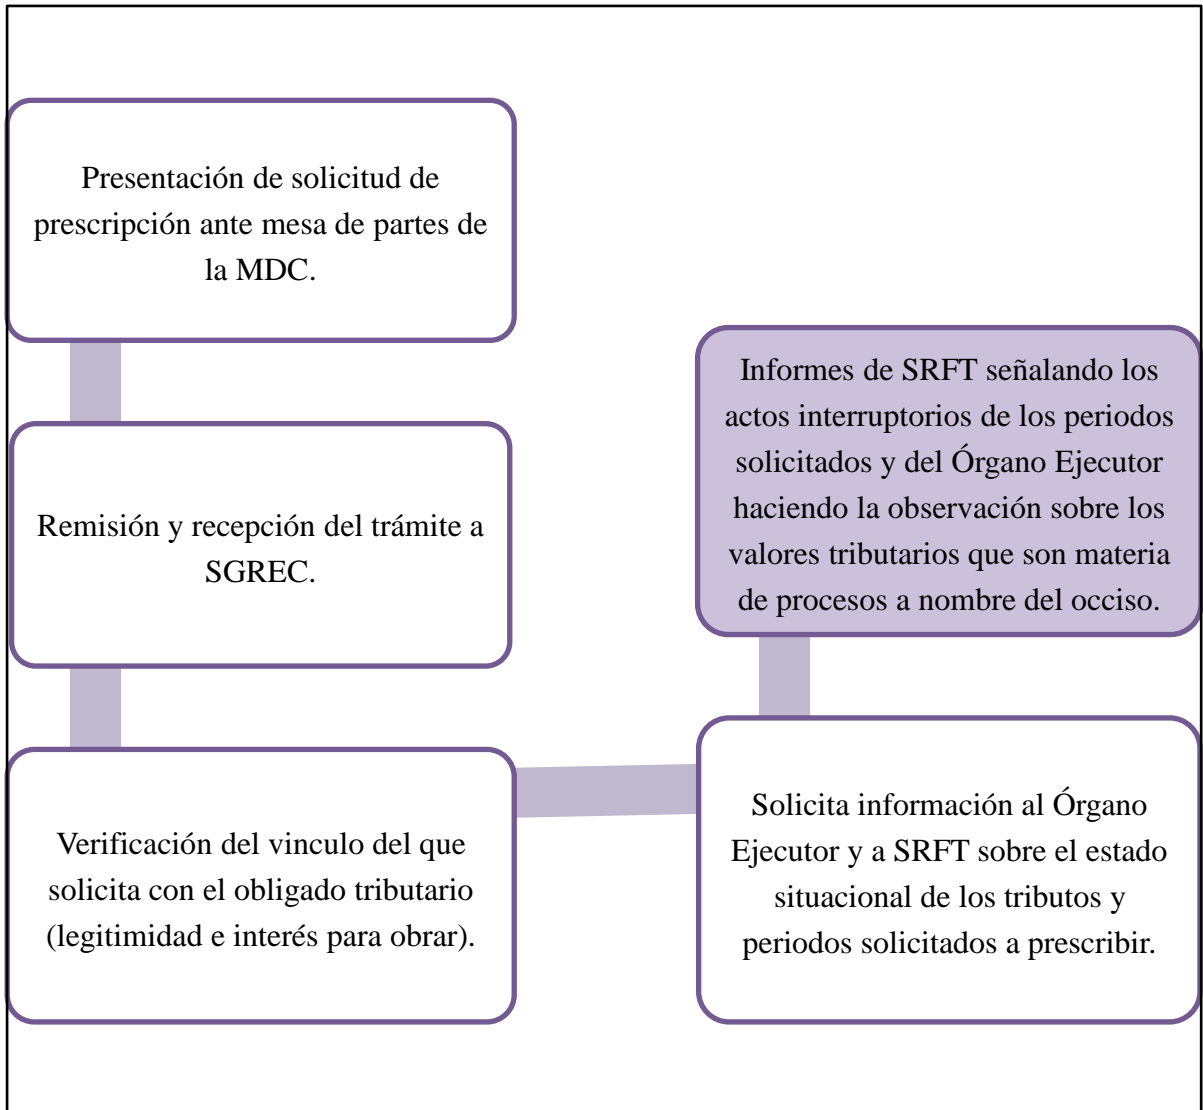 Presentación de solicitud de
prescripción ante mesa de partes de
la MDC.
Remisión y recepción del trámite a
SGREC.
Verificación del vinculo del que
solicita con el obligado tributario
(legitimidad e interés para obrar).
Solicita información al Órgano
Ejecutor y a SRFT sobre el estado
situacional de los tributos y
periodos solicitados a prescribir.
Informes de SRFT señalando los
actos interruptorios de los periodos
solicitados y del Órgano Ejecutor
haciendo la observación sobre los
valores tributarios que son materia
de procesos a nombre del occiso.